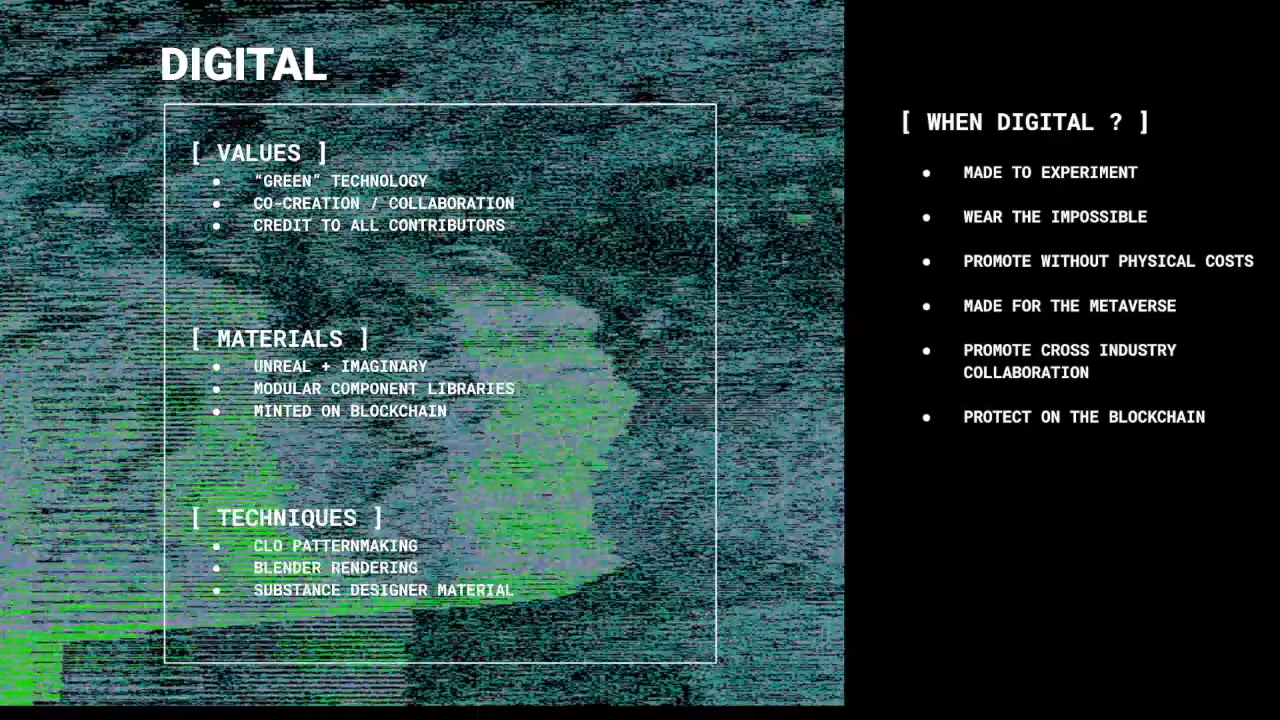 DIGITAL
[ VALUES ]
● “GREEN” TECHNOLOGY
● CO-CREATION / COLLABORATION
● CREDIT TO ALL CONTRIBUTORS
[ MATERIALS ]
● UNREAL + IMAGINARY
● MODULAR COMPONENT LIBRARIES
● MINTED ON BLOCKCHAIN
[ TECHNIQUES ]
● CLO PATTERNMAKING
● BLENDER RENDERING
● SUBSTANCE DESIGNER MATERIAL
[ WHEN DIGITAL ? ]
● MADE TO EXPERIMENT
● WEAR THE IMPOSSIBLE
● PROMOTE WITHOUT PHYSICAL COSTS
● MADE FOR THE METAVERSE
● PROMOTE CROSS INDUSTRY
COLLABORATION
● PROTECT ON THE BLOCKCHAIN